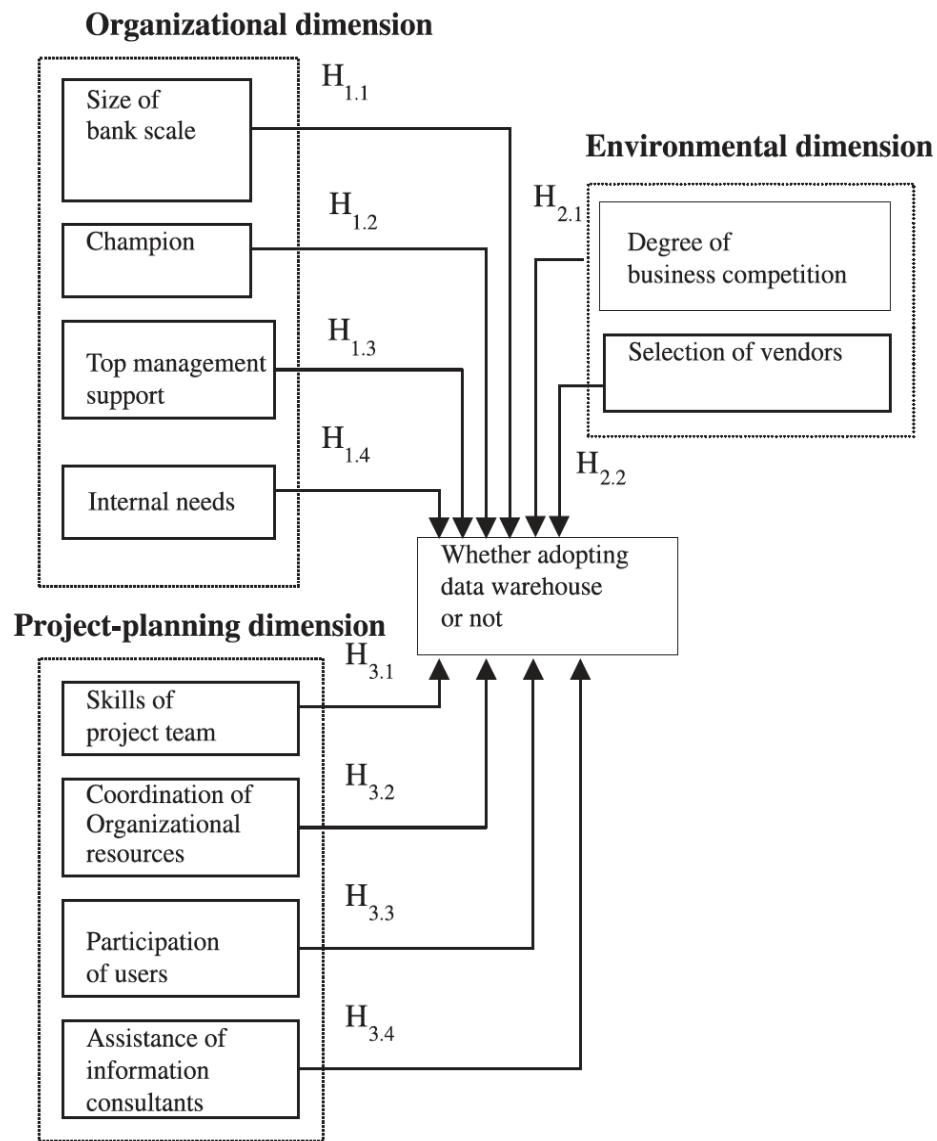 Organizational dimension
Size of
bank scale
H1.1
Champion
H1.2
Top management
support
H1.3
Internal needs
H1.4
Environmental dimension
H2.1
Degree of
business competition
Selection of vendors
H2.2
Whether adopting
data warehouse
or not
Project-planning dimension
Skills of
project team
H3.1
Coordination of
Organizational
resources
H3.2
Participation
of users
H3.3
Assistance of
information
consultants
H3.4